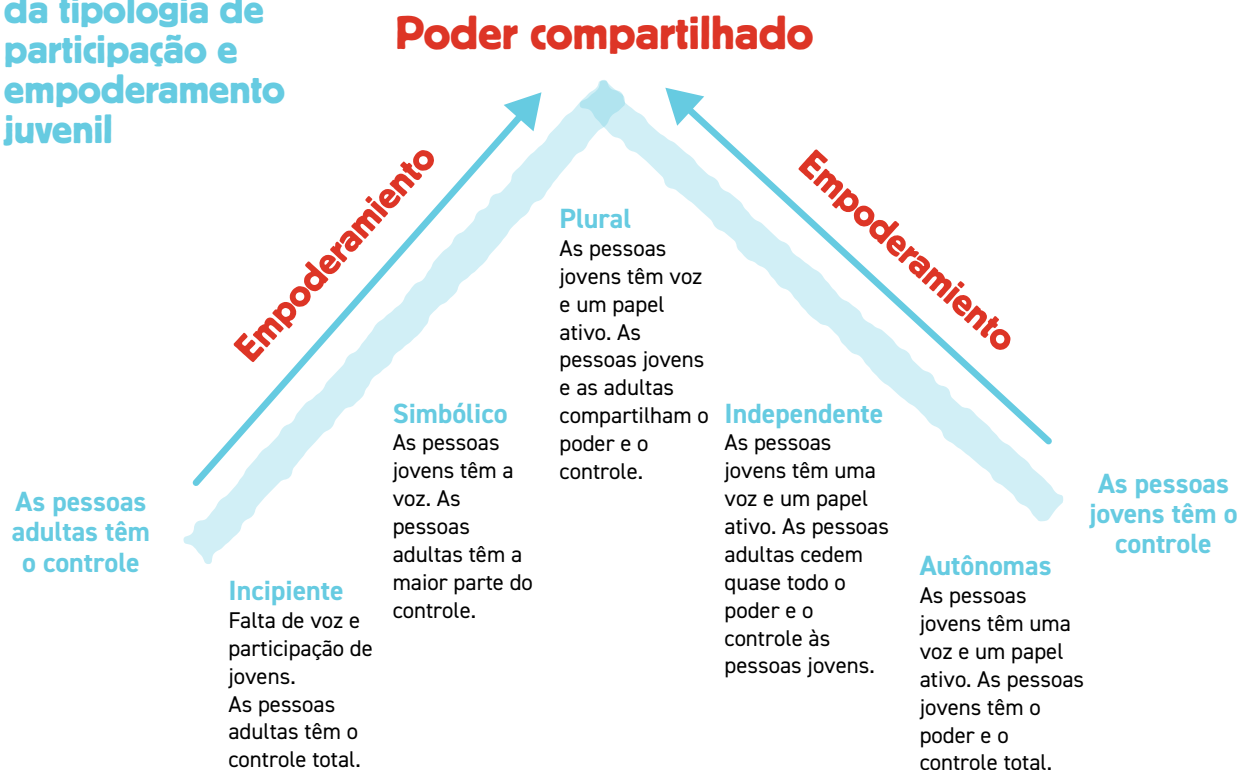 da tipologia de
participação e
empoderamento
juvenil
Poder compartilhado
Empoderamiento
Empoderamiento
As pessoas
adultas têm
o controle
Incipiente
Falta de voz e
participação de
jovens.
As pessoas
adultas têm o
controle total.
Simbólico
As pessoas
jovens têm a
voz. As
pessoas
adultas têm a
maior parte do
controle.
Plural
As pessoas
jovens têm voz
e um papel
ativo. As
pessoas jovens
e as adultas
compartilham o
poder e o
controle.
Independente
As pessoas
jovens têm uma
voz e um papel
ativo. As pessoas
adultas cedem
quase todo o
poder e o
controle às
pessoas jovens.
Autônomas
As pessoas
jovens têm uma
voz e um papel
ativo. As pessoas
jovens têm o
poder e o
controle total.
As pessoas
jovens têm o
controle